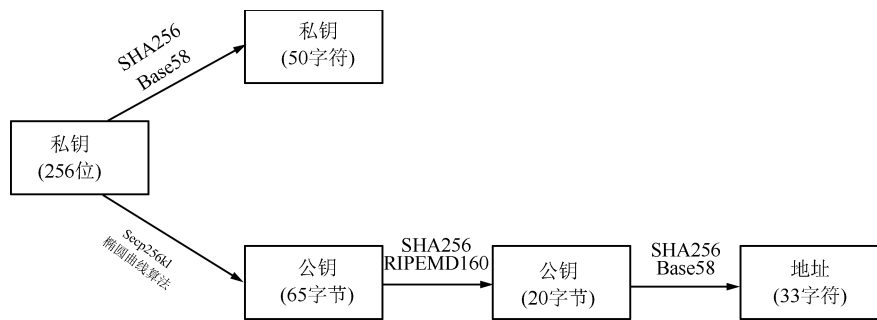 SHA256
Base58
私钥
(50字符)
私钥
(256位)
Secp256kl
椭圆曲线算法
公钥
(65字节)
SHA256
RIPEMD160
公钥
(20字节)
SHA256
Base58
地址
(33字符)